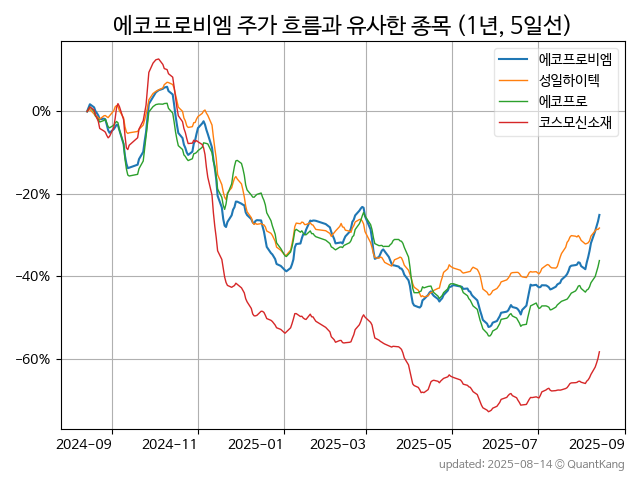 에코프로비엠 주가 흐름과 유사한 종목 (1년, 5일선)
에코프로비엠
성일하이텍
에코프로
코스모신소재
0%
−20%
−40%
−60%
2024-09 2024-11 2025-01 2025-03 2025-05 2025-07 2025-09
updated: 2025-08-14 © QuantKang